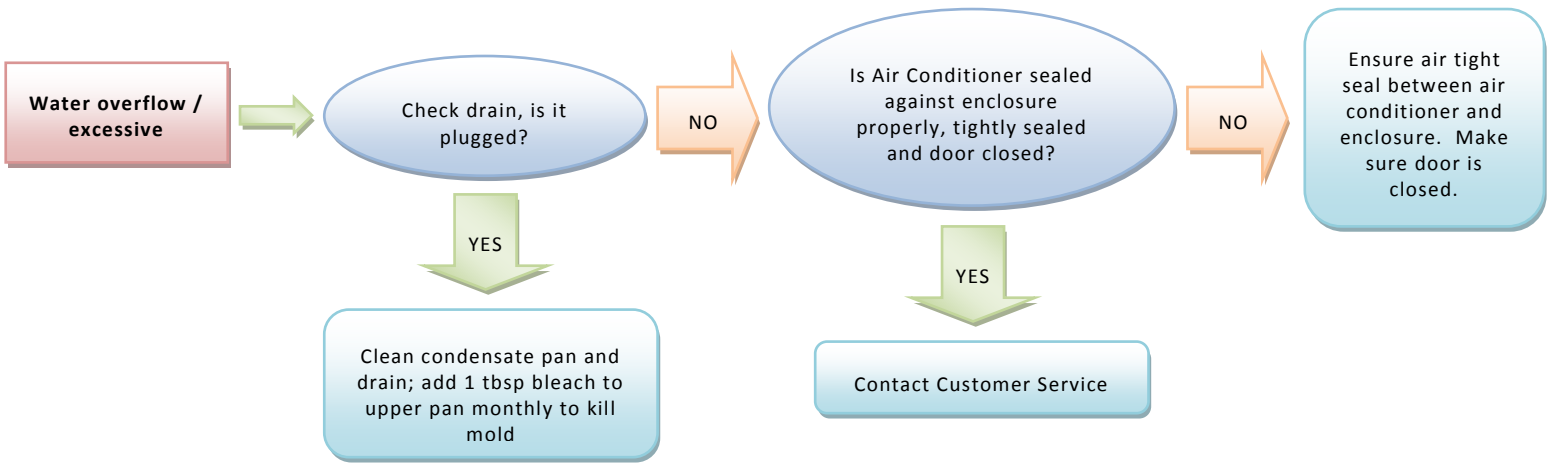 Water overflow /
excessive
Check drain, is it
plugged?
NO
Is Air Conditioner sealed
against enclosure
properly, tightly sealed
and door closed?
NO
Ensure air tight
seal between air
conditioner and
enclosure.  Make
sure door is
closed.
YES
Clean condensate pan and
drain; add 1 tbsp bleach to
upper pan monthly to kill
mold
YES
Contact Customer Service